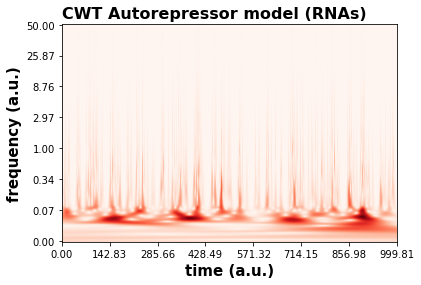 CWT Autorepressor model (RNAs)
50.00
25.87
8.76
2.97
1.00
0.34
0.07
0.00
frequency (a.u.)
0.00 142.83 285.66 428.49 571.32 714.15 856.98 999.81
time (a.u.)